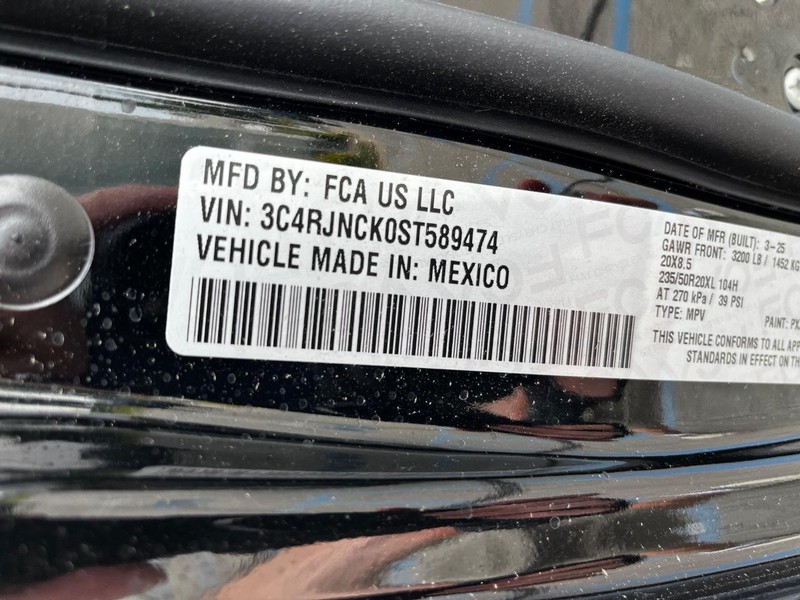 MFD BY: FCA US LLC
VIN: 3C4RJNCK0ST589474
VEHICLE MADE IN: MEXICO
DATE OF MFR (BUILT): 3-25
GAWR FRONT: 3200 LB / 1452 KG
20X8.5
235/50R20XL 104H
AT 270 kPa / 39 PSI
TYPE: MPV
PAINT: PX
THIS VEHICLE CONFORMS TO ALL APP
STANDARDS IN EFFECT ON TH